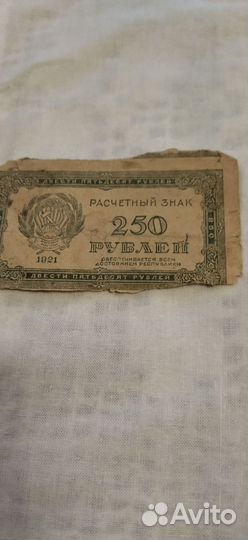 ДВЕСТИ ПЯТЬДЕСЯТ РУБЛЕЙ
РАСЧЕТНЫЙ ЗНАК
250
РУБЛЕЙ
1921
ОБЕСПЕЧИВАЕТСЯ ВСЕМ
ДОСТОЯНИЕМ РЕСПУБЛИКИ
ДВЕСТИ ПЯТЬДЕСЯТ РУБЛЕЙ
Avito